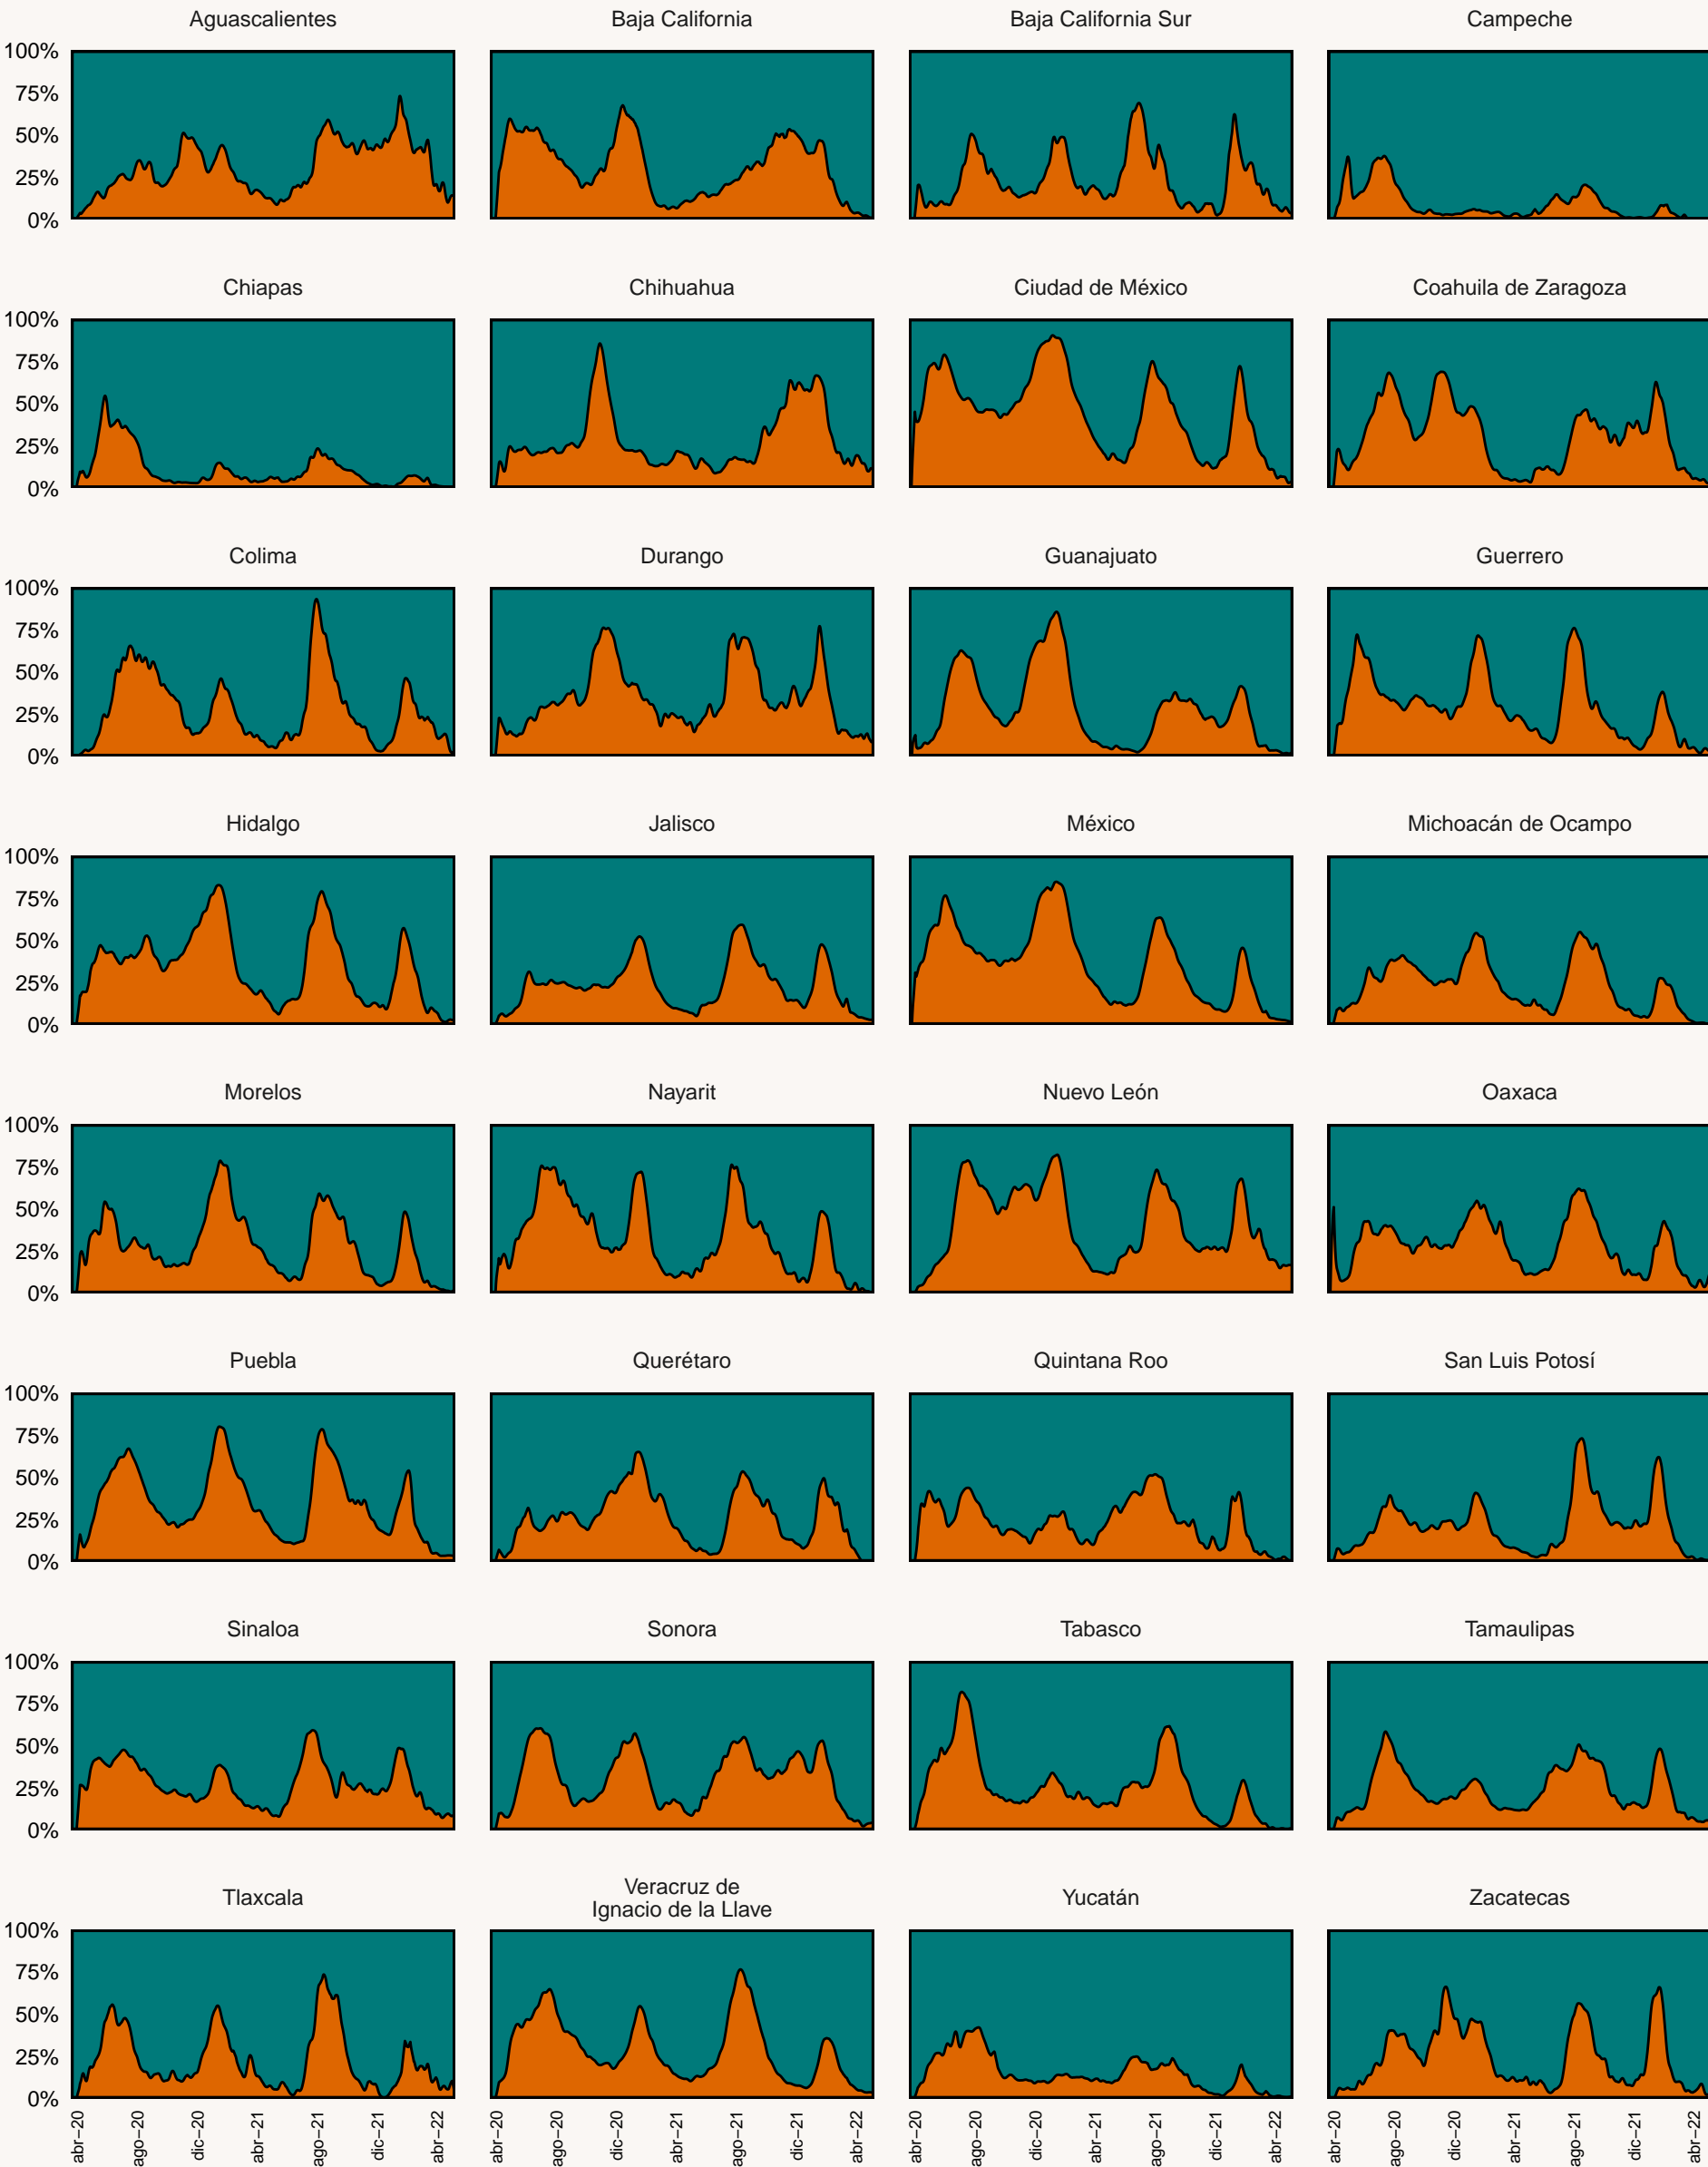 Aguascalientes
Baja California
Baja California Sur
Campeche
100%
75%
50%
25%
0%
Chiapas
Chihuahua
Ciudad de México
Coahuila de Zaragoza
100%
75%
50%
25%
0%
Colima
Durango
Guanajuato
Guerrero
100%
75%
50%
25%
0%
Hidalgo
Jalisco
México
Michoacán de Ocampo
100%
75%
50%
25%
0%
Morelos
Nayarit
Nuevo León
Oaxaca
100%
75%
50%
25%
0%
Puebla
Querétaro
Quintana Roo
San Luis Potosí
100%
75%
50%
25%
0%
Sinaloa
Sonora
Tabasco
Tamaulipas
100%
75%
50%
25%
0%
Tlaxcala
Veracruz de
Ignacio de la Llave
Yucatán
Zacatecas
100%
75%
50%
25%
0%
abr−20
ago−20
dic−20
abr−21
ago−21
dic−21
abr−22
abr−20
ago−20
dic−20
abr−21
ago−21
dic−21
abr−22
abr−20
ago−20
dic−20
abr−21
ago−21
dic−21
abr−22
abr−20
ago−20
dic−20
abr−21
ago−21
dic−21
abr−22